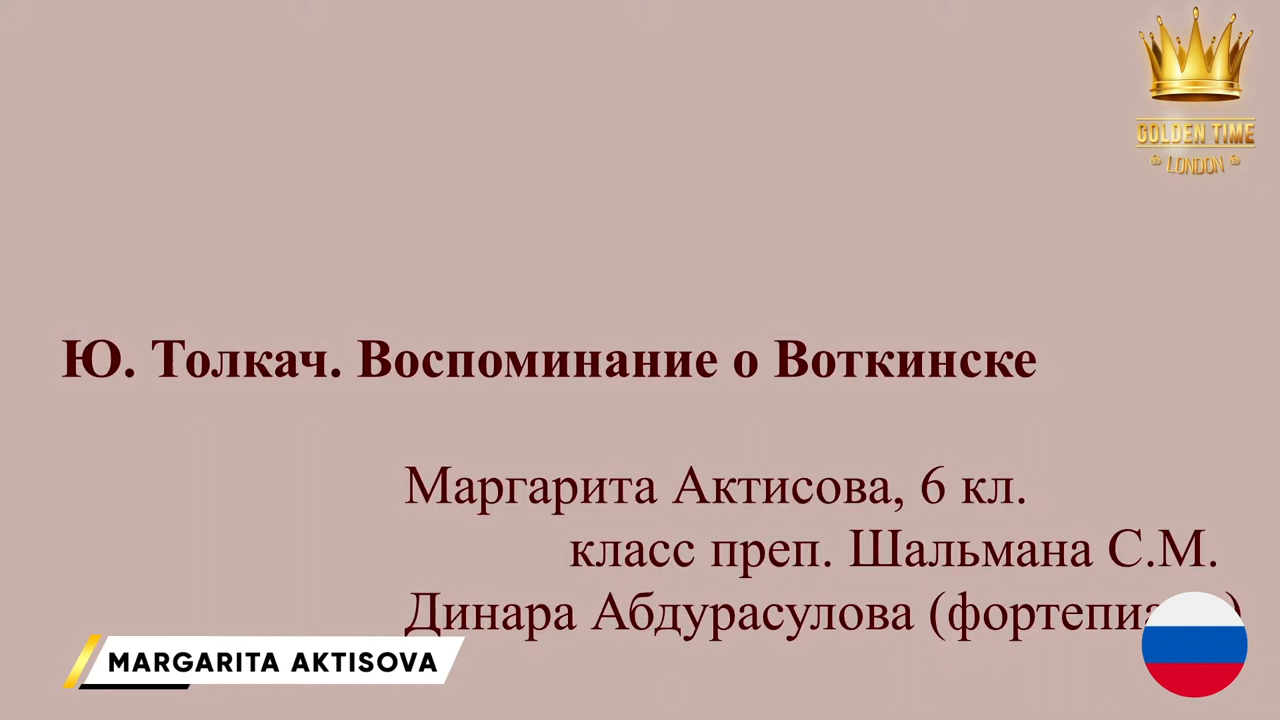 GOLDEN TIME
LONDON
Ю. Толкач. Воспоминание о Воткинске
Маргарита Актисова, 6 кл.
класс преп. Шальмана С.М.
Динара Абдурасулова
MARGARITA AKTISOVA